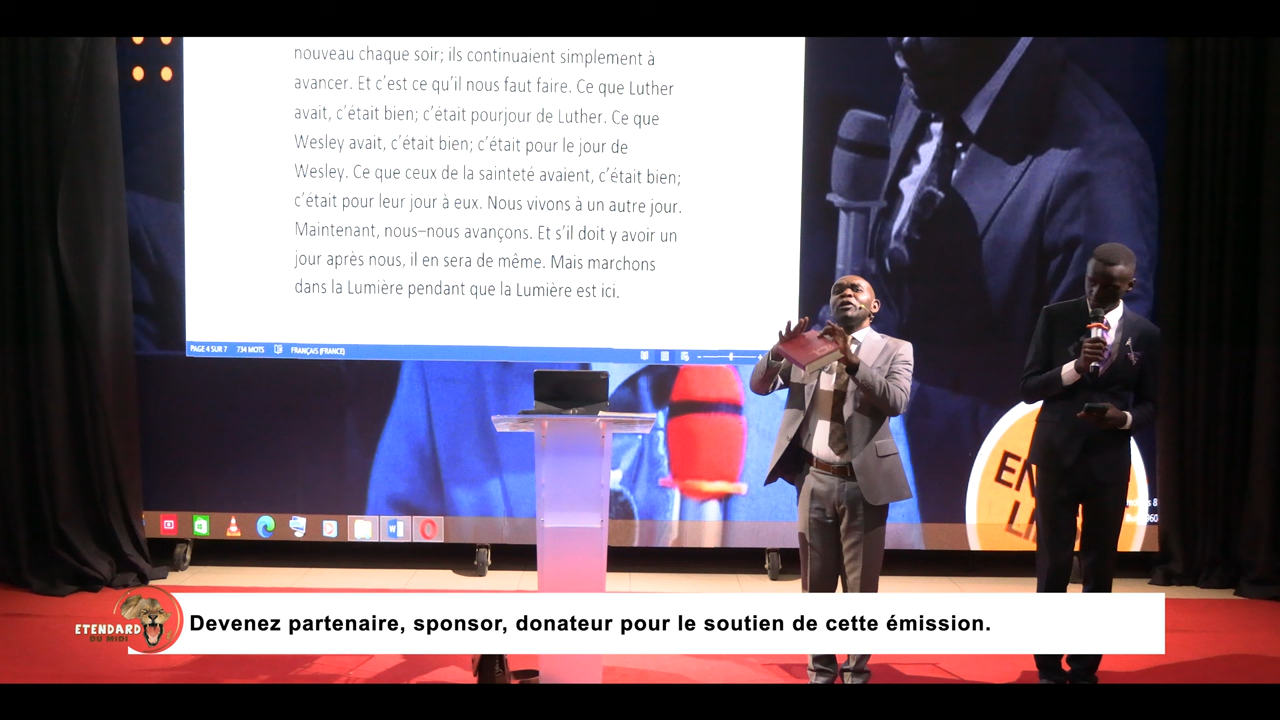 nouveau chaque soir; ils continuaient simplement à
avancer. Et c'est ce qu'il nous faut faire. Ce que Luther
avait, c'était bien; c'était pourjour de Luther. Ce que
Wesley avait, c'était bien; c'était pour le jour de
Wesley. Ce que ceux de la sainteté avaient, c'était bien;
c'était pour leur jour à eux. Nous vivons à un autre jour.
Maintenant, nous–nous avançons. Et s'il doit y avoir un
jour après nous, il en sera de même. Mais marchons
dans la Lumière pendant que la Lumière est ici.
PAGE 4 SUR 7 734 MOTS FRANÇAIS (FRANCE)
ETENDARD
DU MIDI
Devenez partenaire, sponsor, donateur pour le soutien de cette émission.